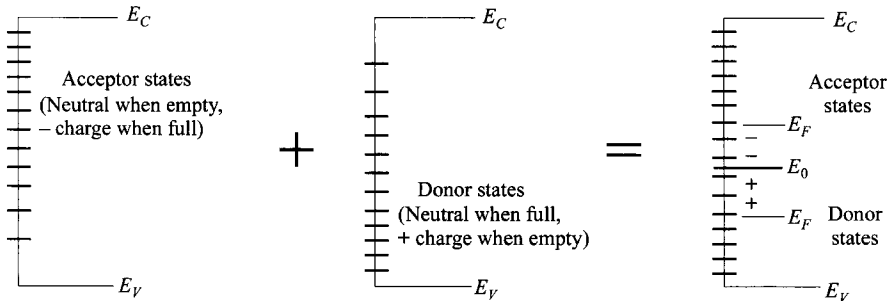 E_C
Acceptor states
(Neutral when empty,
− charge when full)
E_V
+
E_C
Donor states
(Neutral when full,
+ charge when empty)
E_V
=
E_C
Acceptor
states
E_F
−
−
E_0
+
+
E_F
Donor
states
E_V